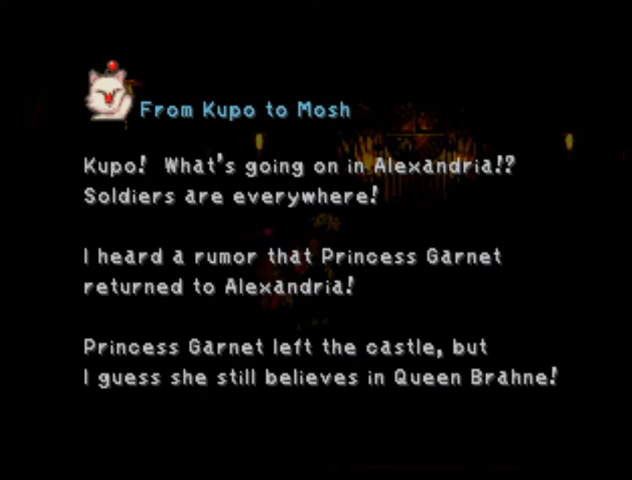 From Kupo to Mosh
Kupo! What's going on in Alexandria!?
Soldiers are everywhere!
I heard a rumor that Princess Garnet
returned to Alexandria!
Princess Garnet left the castle, but
I guess she still believes in Queen Brahne!